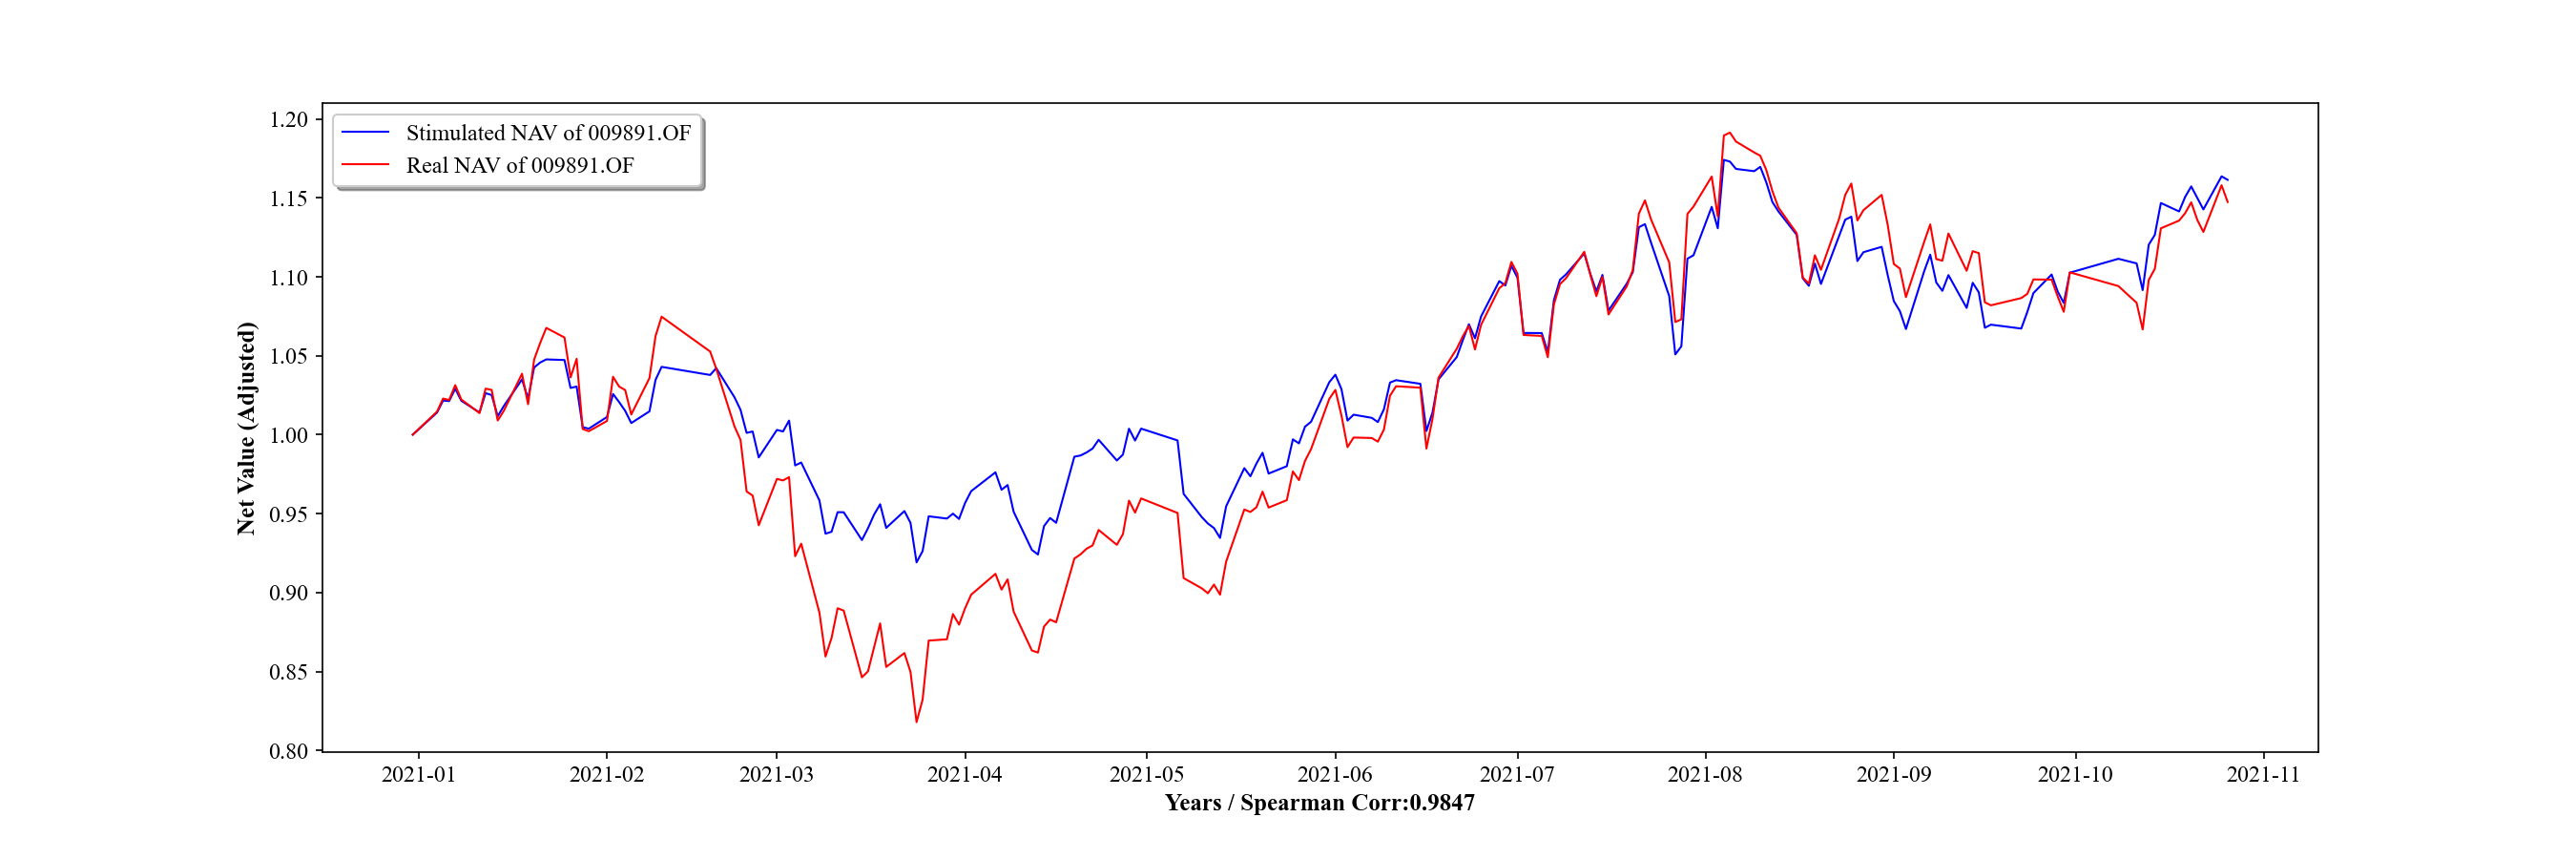 1.20
1.15
1.10
1.05
1.00
0.95
0.90
0.85
0.80
Net Value (Adjusted)
Stimulated NAV of 009891.OF
Real NAV of 009891.OF
2021-01 2021-02 2021-03 2021-04 2021-05 2021-06 2021-07 2021-08 2021-09 2021-10 2021-11
Years / Spearman Corr:0.9847